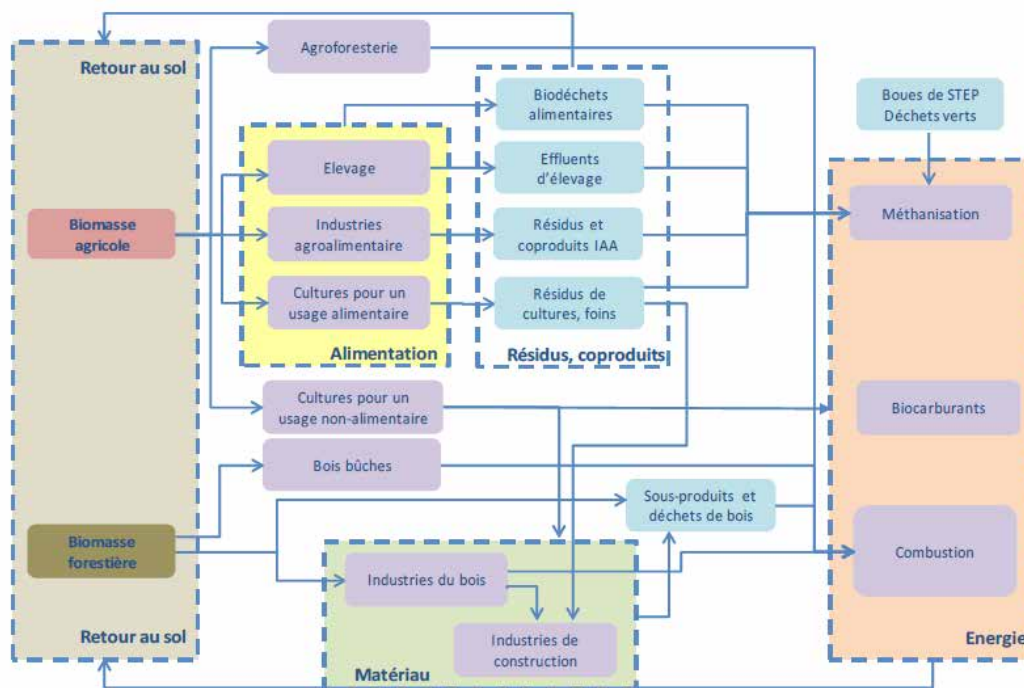 Retour au sol
Agroforesterie
Biodéchets
alimentaires
Boues de STEP
Déchets verts
Elevage
Effluents
d'élevage
Biomasse
agricole
Industries
agroalimentaire
Résidus et
coproduits IAA
Méthanisation
Cultures pour un
usage alimentaire
Résidus de
cultures, foins
Alimentation
Résidus, coproduits
Cultures pour un
usage non-alimentaire
Biocarburants
Bois bûches
Sous-produits et
déchets de bois
Biomasse
forestière
Industries du bois
Combustion
Retour au sol
Industries de
construction
Energie
Matériau